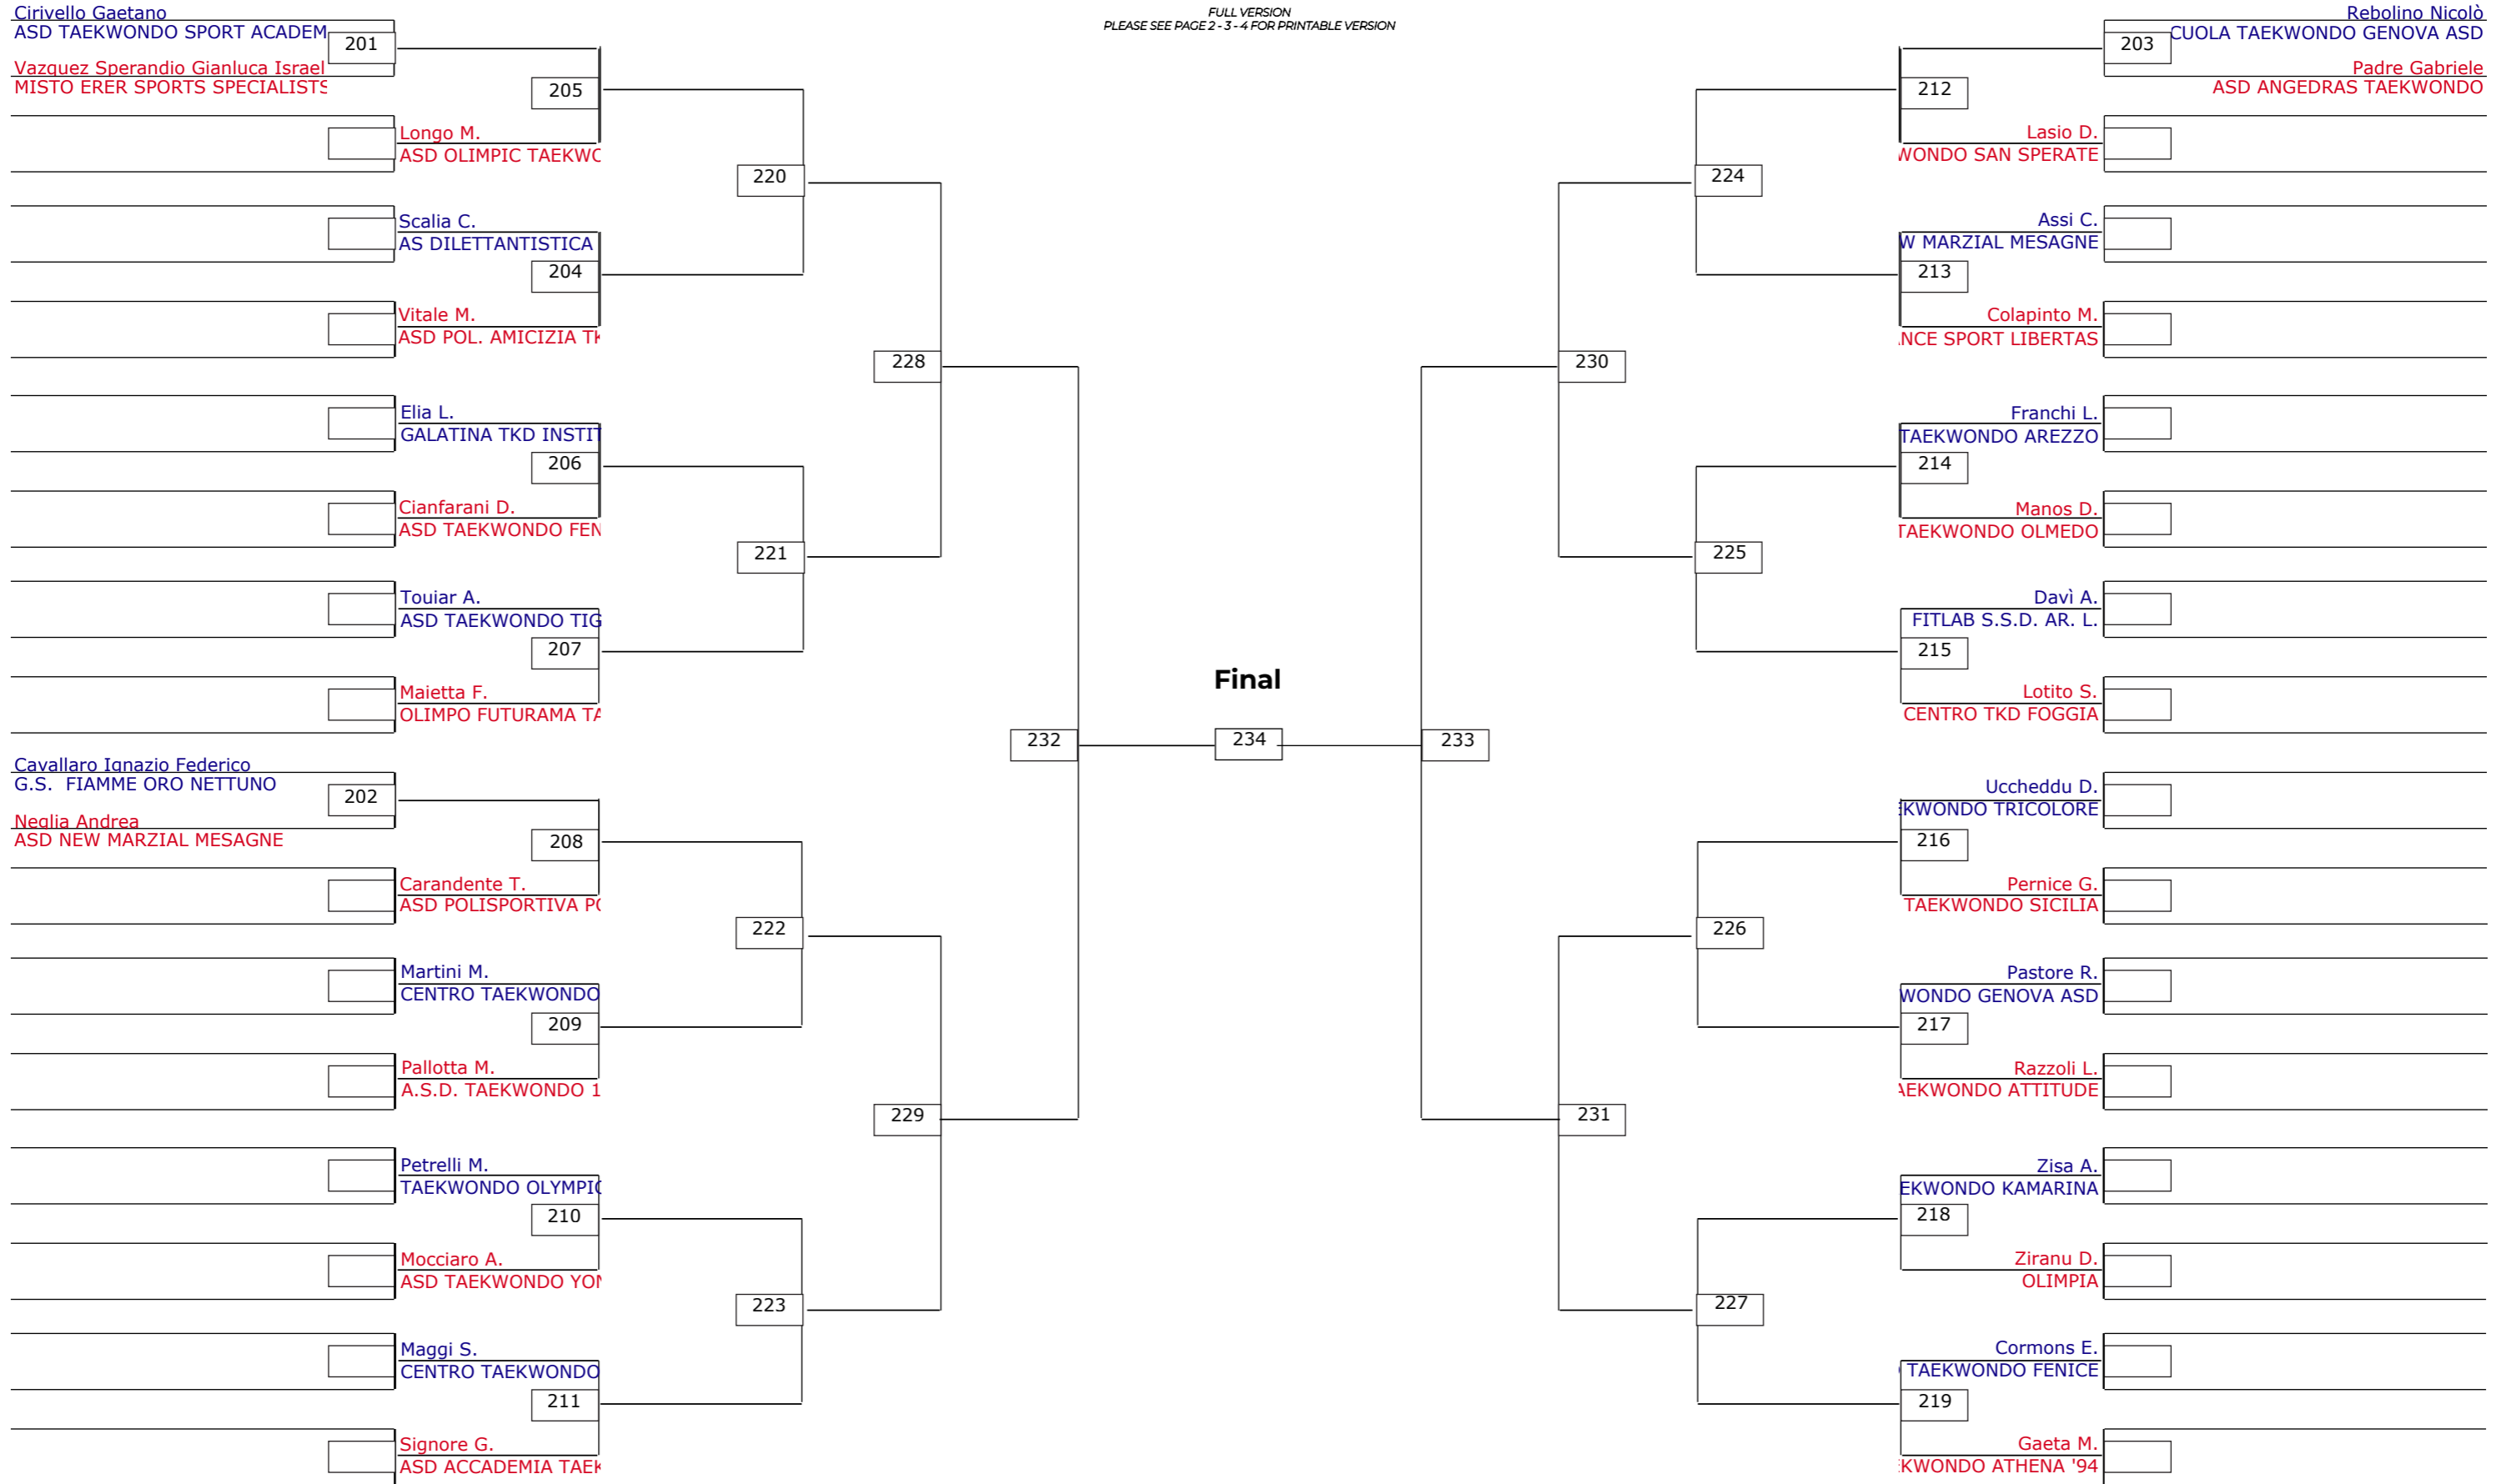 FULL VERSION
PLEASE SEE PAGE 2 - 3 - 4 FOR PRINTABLE VERSION
Cirivello Gaetano
ASD TAEKWONDO SPORT ACADEM
201
Vazquez Sperandio Gianluca Israel
MISTO ERER SPORTS SPECIALISTS
205
Longo M.
ASD OLIMPIC TAEKWO
220
Scalia C.
AS DILETTANTISTICA
204
Vitale M.
ASD POL. AMICIZIA TK
228
Elia L.
GALATINA TKD INSTIT
206
Cianfarani D.
ASD TAEKWONDO FEN
221
Touiar A.
ASD TAEKWONDO TIG
207
Maietta F.
OLIMPO FUTURAMA TA
232
Cavallaro Ignazio Federico
G.S. FIAMME ORO NETTUNO
202
Neglia Andrea
ASD NEW MARZIAL MESAGNE
208
Carandente T.
ASD POLISPORTIVA PO
222
Martini M.
CENTRO TAEKWONDO
209
Pallotta M.
A.S.D. TAEKWONDO 1
229
Petrelli M.
TAEKWONDO OLYMPIC
210
Mocciaro A.
ASD TAEKWONDO YON
223
Maggi S.
CENTRO TAEKWONDO
211
Signore G.
ASD ACCADEMIA TAEK
Final
234
Rebolino Nicolò
CUOLA TAEKWONDO GENOVA ASD
203
Padre Gabriele
ASD ANGEDRAS TAEKWONDO
212
Lasio D.
WONDO SAN SPERATE
224
Assi C.
W MARZIAL MESAGNE
213
Colapinto M.
NCE SPORT LIBERTAS
230
Franchi L.
TAEKWONDO AREZZO
214
Manos D.
TAEKWONDO OLMEDO
225
Davì A.
FITLAB S.S.D. AR. L.
215
Lotito S.
CENTRO TKD FOGGIA
233
Uccheddu D.
KWONDO TRICOLORE
216
Pernice G.
TAEKWONDO SICILIA
226
Pastore R.
WONDO GENOVA ASD
217
Razzoli L.
AEKWONDO ATTITUDE
231
Zisa A.
EKWONDO KAMARINA
218
Ziranu D.
OLIMPIA
227
Cormons E.
TAEKWONDO FENICE
219
Gaeta M.
KWONDO ATHENA '94